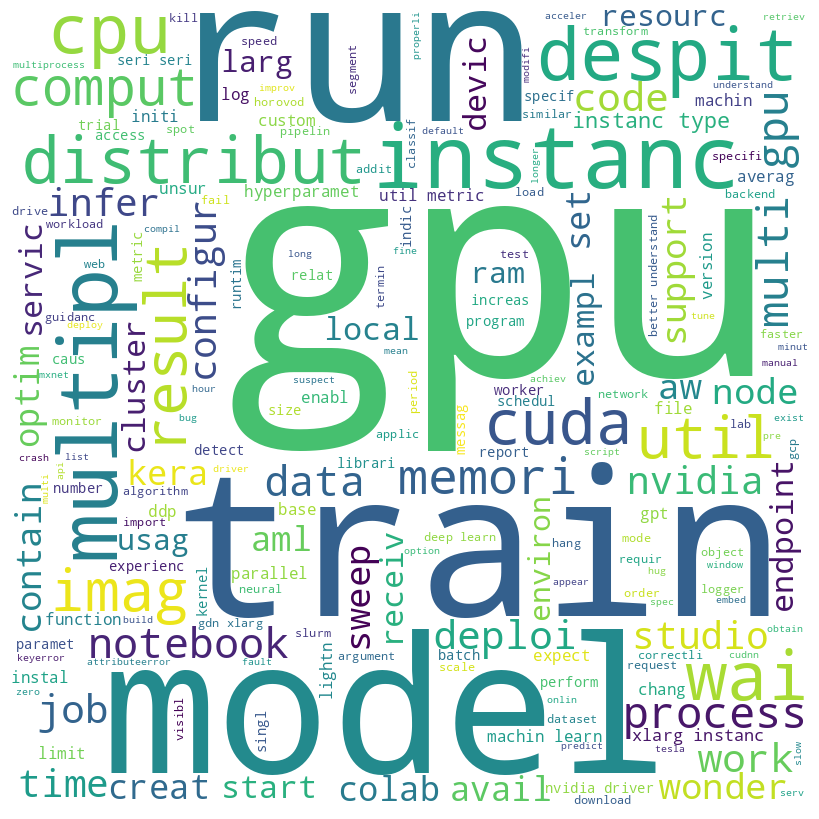 cpu
run
acceler
kill
resourc
retriev
speed
properli
transform
multiprocess
seri seri
larg
segment
devic
modifi
despit
comput
log
horovod
improv
specif
code
machin
understand
initi
custom
similar
instanc type
gpu
trial
access
spot
pipelin
default
classif
distribut
instanc
longer
specifi
averag
addit
unsur
hyperparamet
util metric
load
backend
infer
drive
fail
indic
set
multi
workload
compil
configur
gpu
long
test
support
version
servic
multipl
web
metric
result
runtim
relat
termin
fine
ram
increas
program
exampl
better understand
guidanc
deploy
local
tune
faster
optim
caus
cluster
mxnet
hour
mean
minut
manual
suspect
enabl
period
worker
achiev
network
aw
node
monitor
bug
size
applic
messag
schedul
cuda
file
lab
exist
util
pre
gcp
crash
list
api
detect
librari
report
script
kera
driver
data
memori
nvidia
number
algorithm
multi
train
contain
import
ddp
base
gpt
mode
object
endpoint
usag
aml
deep learn
hang
environ
window
experienc
sweep
receiv
option
appear
requir
hug
imag
parallel
neural
order
logger
spec
embed
obtain
function
build
kernel
gdn xlarg
slurm
deploi
studio
paramet
notebook
lightn
argument
batch
expect
correctli
cudnn
keyerror
attributeerror
fault
scale
request
wai
instal
visibl
singl
model
perform
chang
zero
onlin
dataset
process
job
machin learn
xlarg instanc
limit
predict
tesla
work
slow
time
creat
start
colab
avail
nvidia driver
wonder
serv
download